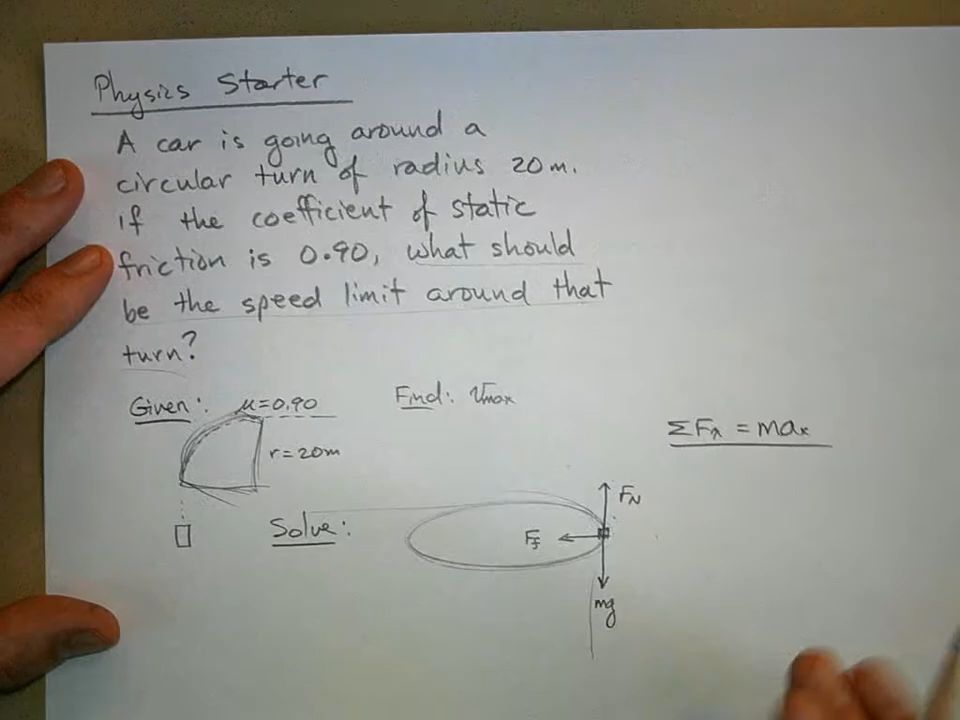 Physics Starter
A car is going around a
circular turn of radius 20 m.
If the coefficient of static
friction is 0.90, what should
be the speed limit around that
turn?
Given: μ=0.90
Find: Vmax
r=20m
ΣFx = max
Solve:
FN
Ff
mg